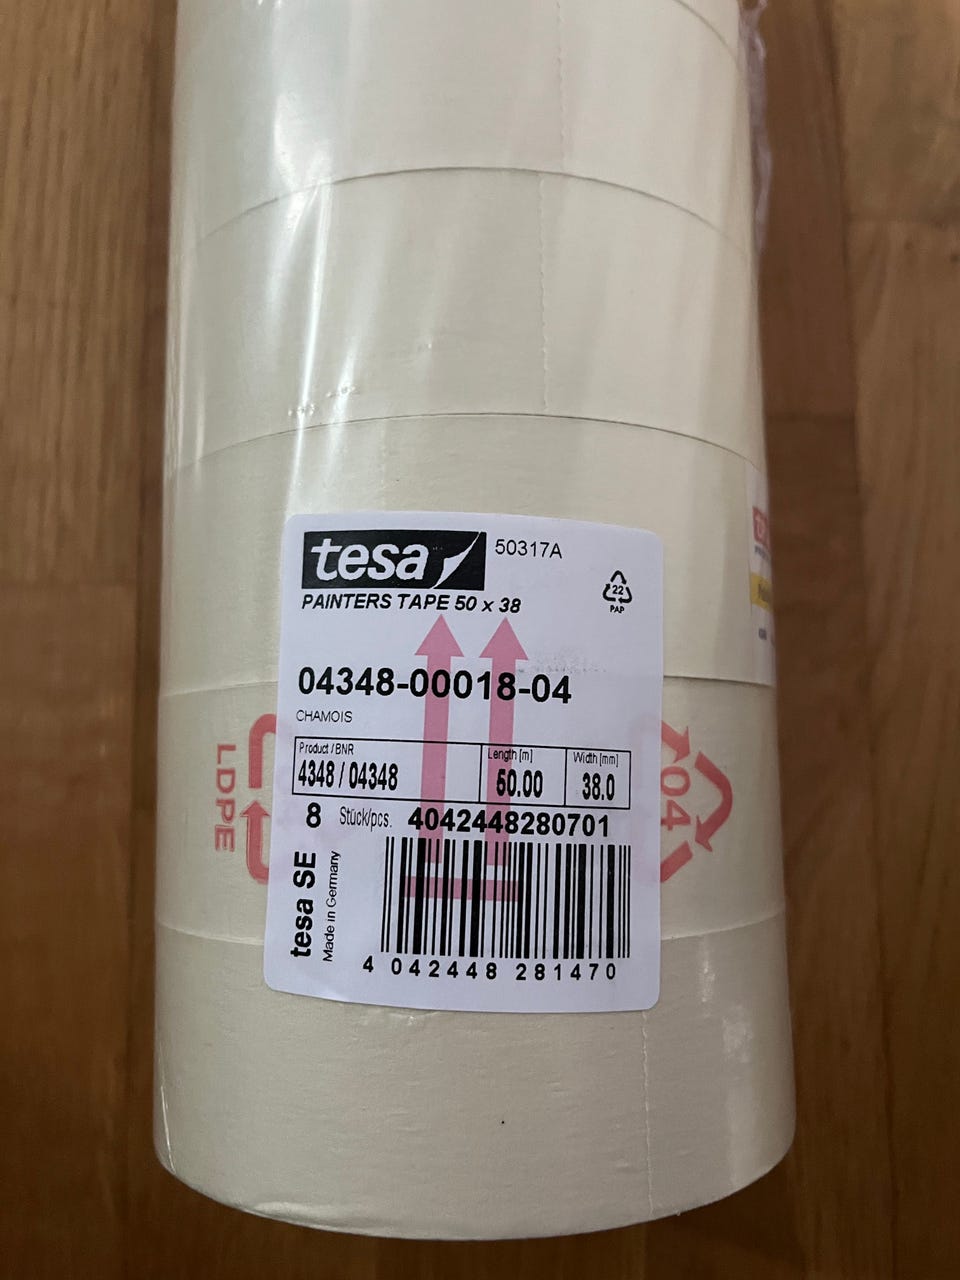 tesa
50317A
PAINTERS TAPE 50 x 38
22
PAP
04348-00018-04
CHAMOIS
Product / BNR
4348 / 04348
Length [m]
50.00
Width [mm]
38.0
8 Stück/pcs. 4042448280701
tesa SE
Made in Germany
4 042448 281470
LDPE
04